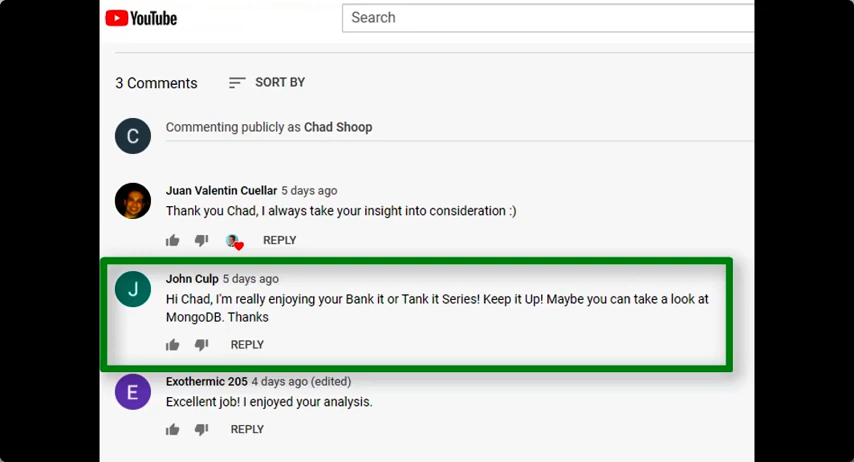 YouTube
Search
3 Comments
SORT BY
C
Commenting publicly as Chad Shoop
Juan Valentin Cuellar 5 days ago
Thank you Chad, I always take your insight into consideration :)
REPLY
J
John Culp 5 days ago
Hi Chad, I'm really enjoying your Bank it or Tank it Series! Keep it Up! Maybe you can take a look at
MongoDB. Thanks
REPLY
E
Exothermic 205 4 days ago (edited)
Excellent job! I enjoyed your analysis.
REPLY